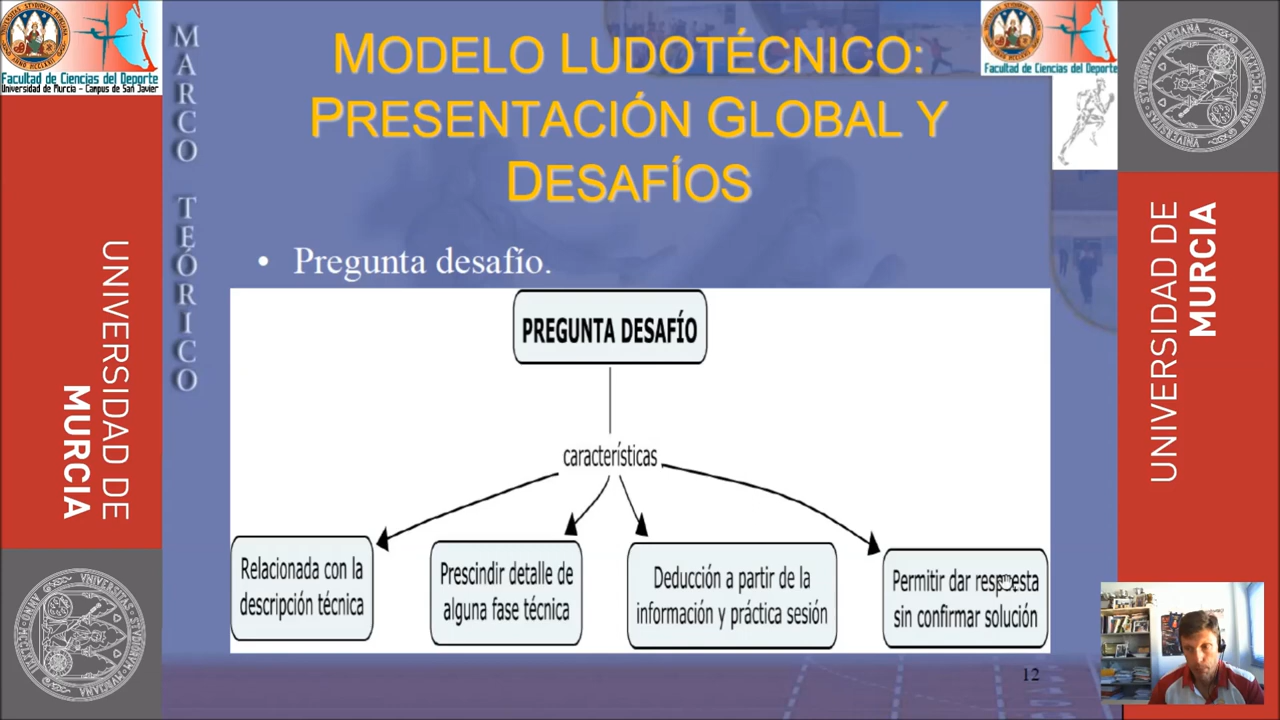 Facultad de Ciencias del Deporte
Universidad de Murcia - Campus de San Javier
MARCO TEÓRICO
MODELO LUDOTÉCNICO:
PRESENTACIÓN GLOBAL Y
DESAFÍOS
Facultad de Ciencias del Deporte
• Pregunta desafío.
PREGUNTA DESAFÍO
características
Relacionada con la
descripción técnica
Prescindir detalle de
alguna fase técnica
Deducción a partir de la
información y práctica sesión
Permitir dar respuesta
sin confirmar solución
12
UNIVERSIDAD DE
MURCIA
UNIVERSIDAD DE
MURCIA